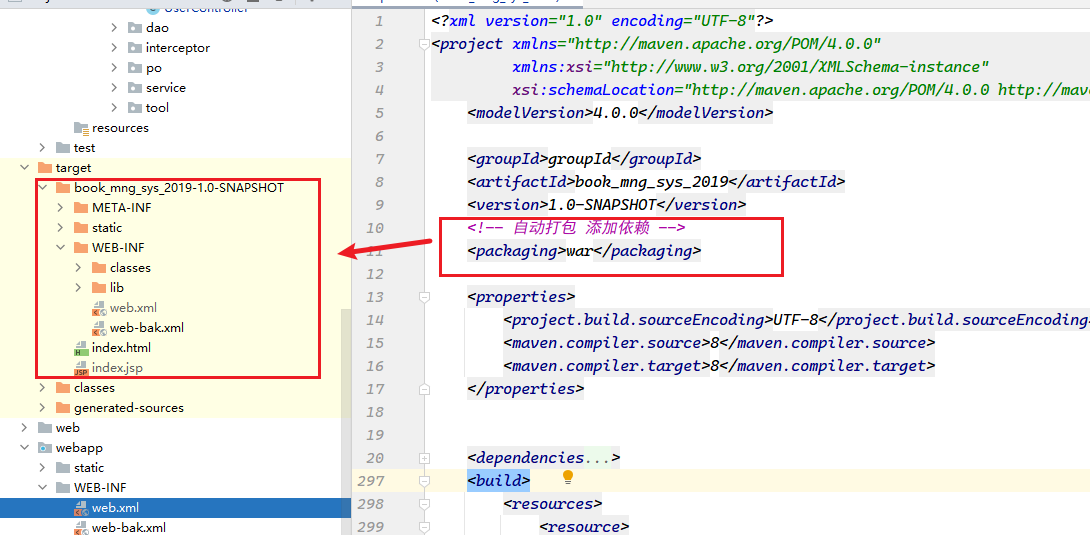 UserController
dao
interceptor
po
service
tool
resources
test
target
book_mng_sys_2019-1.0-SNAPSHOT
META-INF
static
WEB-INF
classes
lib
web.xml
web-bak.xml
index.html
index.jsp
classes
generated-sources
web
webapp
static
WEB-INF
web.xml
web-bak.xml
1 <?xml version="1.0" encoding="UTF-8"?>
2 <project xmlns="http://maven.apache.org/POM/4.0.0"
3 xmlns:xsi="http://www.w3.org/2001/XMLSchema-instance"
4 xsi:schemaLocation="http://maven.apache.org/POM/4.0.0 http://mav
5 <modelVersion>4.0.0</modelVersion>
6
7 <groupId>groupId</groupId>
8 <artifactId>book_mng_sys_2019</artifactId>
9 <version>1.0-SNAPSHOT</version>
10 <!-- 自动打包 添加依赖 -->
11 <packaging>war</packaging>
12
13 <properties>
14 <project.build.sourceEncoding>UTF-8</project.build.sourceEncoding>
15 <maven.compiler.source>8</maven.compiler.source>
16 <maven.compiler.target>8</maven.compiler.target>
17 </properties>
18
19
20 <dependencies...>
297 <build>
298 <resources>
299 <resource>